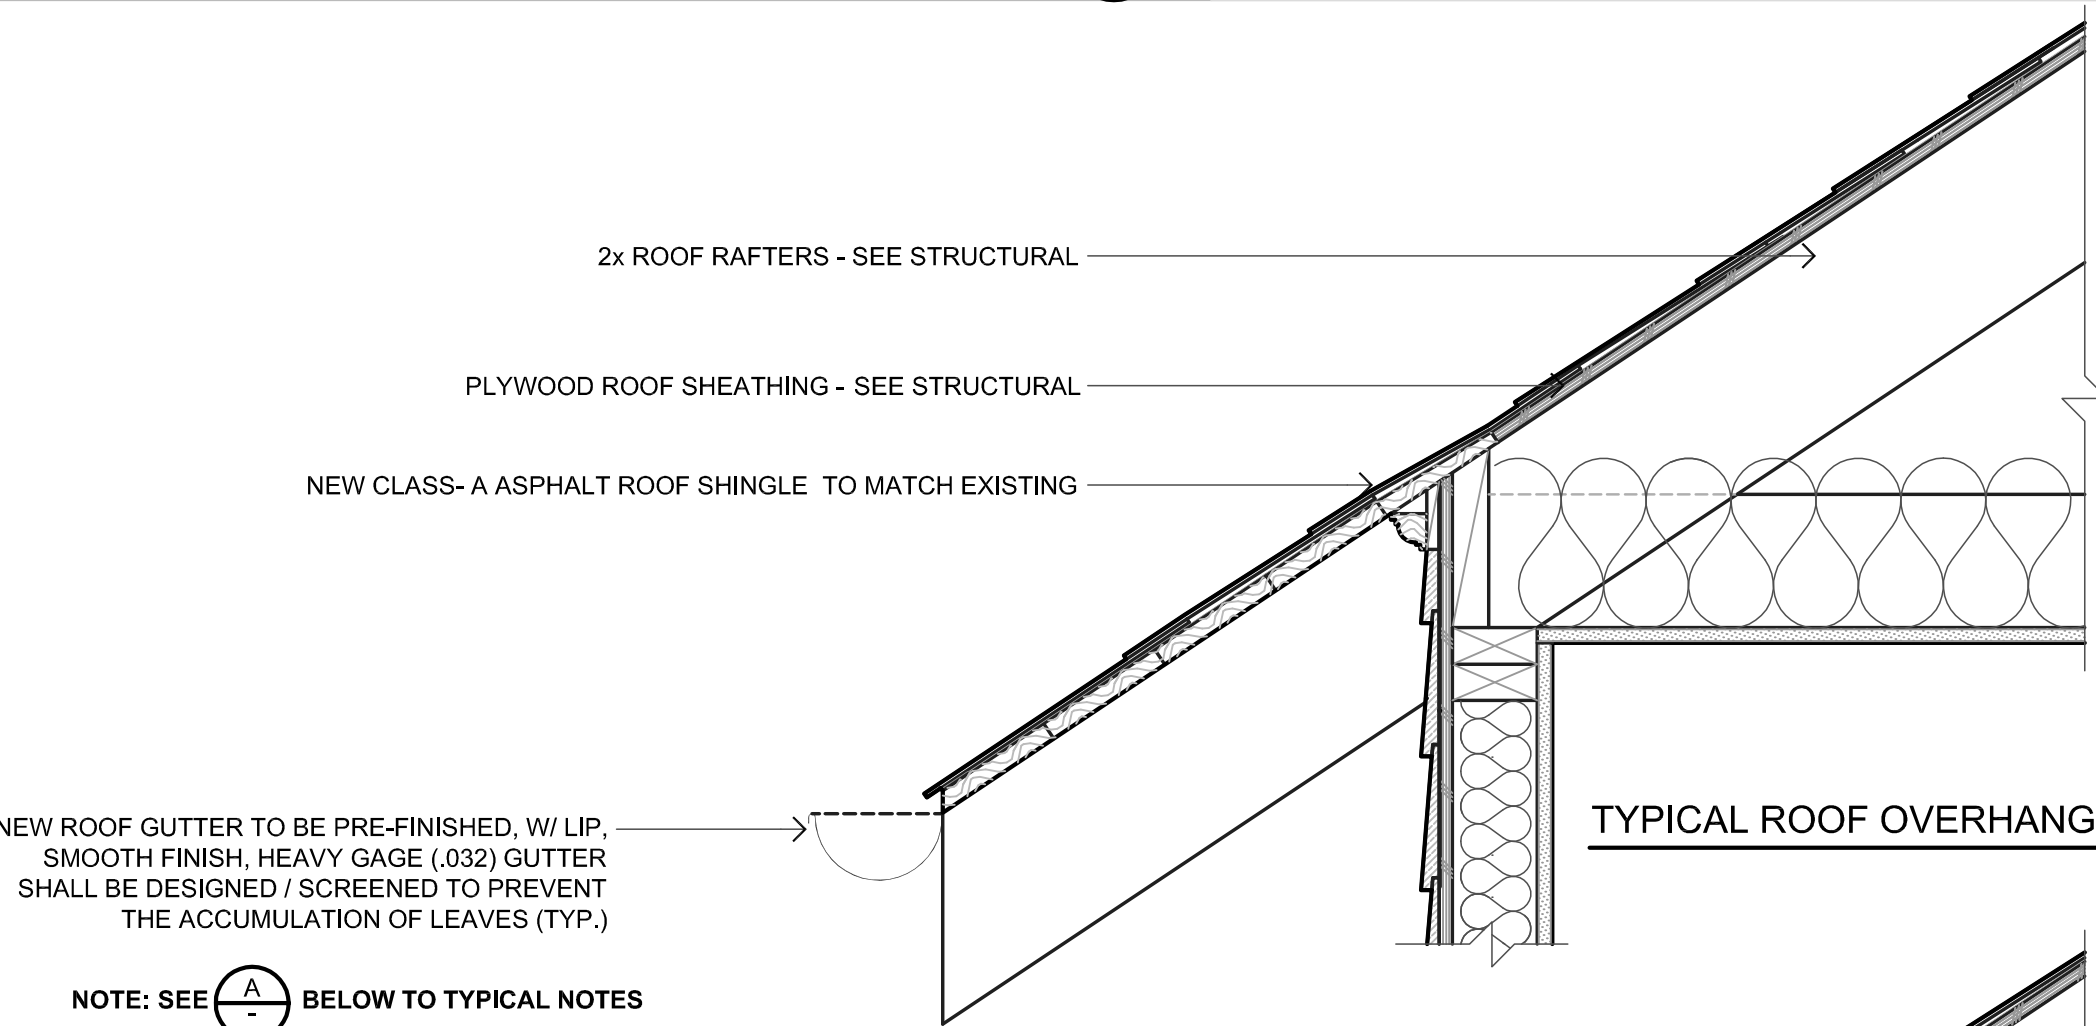 2x ROOF RAFTERS - SEE STRUCTURAL
PLYWOOD ROOF SHEATHING - SEE STRUCTURAL
NEW CLASS- A ASPHALT ROOF SHINGLE TO MATCH EXISTING
NEW ROOF GUTTER TO BE PRE-FINISHED, W/ LIP,
SMOOTH FINISH, HEAVY GAGE (.032) GUTTER
SHALL BE DESIGNED / SCREENED TO PREVENT
THE ACCUMULATION OF LEAVES (TYP.)
TYPICAL ROOF OVERHANG
NOTE: SEE A - BELOW TO TYPICAL NOTES